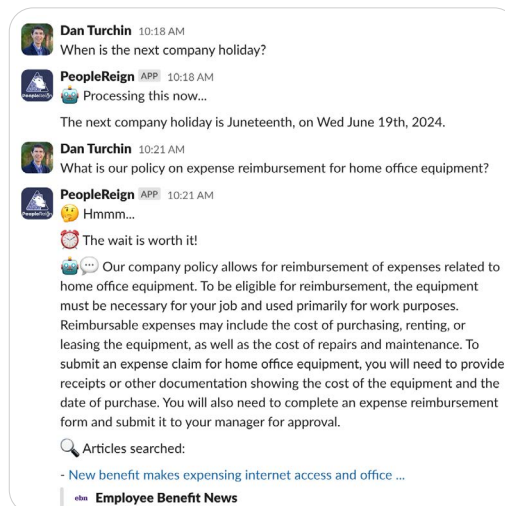 Dan Turchin 10:18 AM
When is the next company holiday?
PeopleReign APP 10:18 AM
Processing this now...
The next company holiday is Juneteenth, on Wed June 19th, 2024.
Dan Turchin 10:21 AM
What is our policy on expense reimbursement for home office equipment?
PeopleReign APP 10:21 AM
Hmmm...
The wait is worth it!
Our company policy allows for reimbursement of expenses related to
home office equipment. To be eligible for reimbursement, the equipment
must be necessary for your job and used primarily for work purposes.
Reimbursable expenses may include the cost of purchasing, renting, or
leasing the equipment, as well as the cost of repairs and maintenance. To
submit an expense claim for home office equipment, you will need to provide
receipts or other documentation showing the cost of the equipment and the
date of purchase. You will also need to complete an expense reimbursement
form and submit it to your manager for approval.
Articles searched:
- New benefit makes expensing internet access and office ...
ebn Employee Benefit News